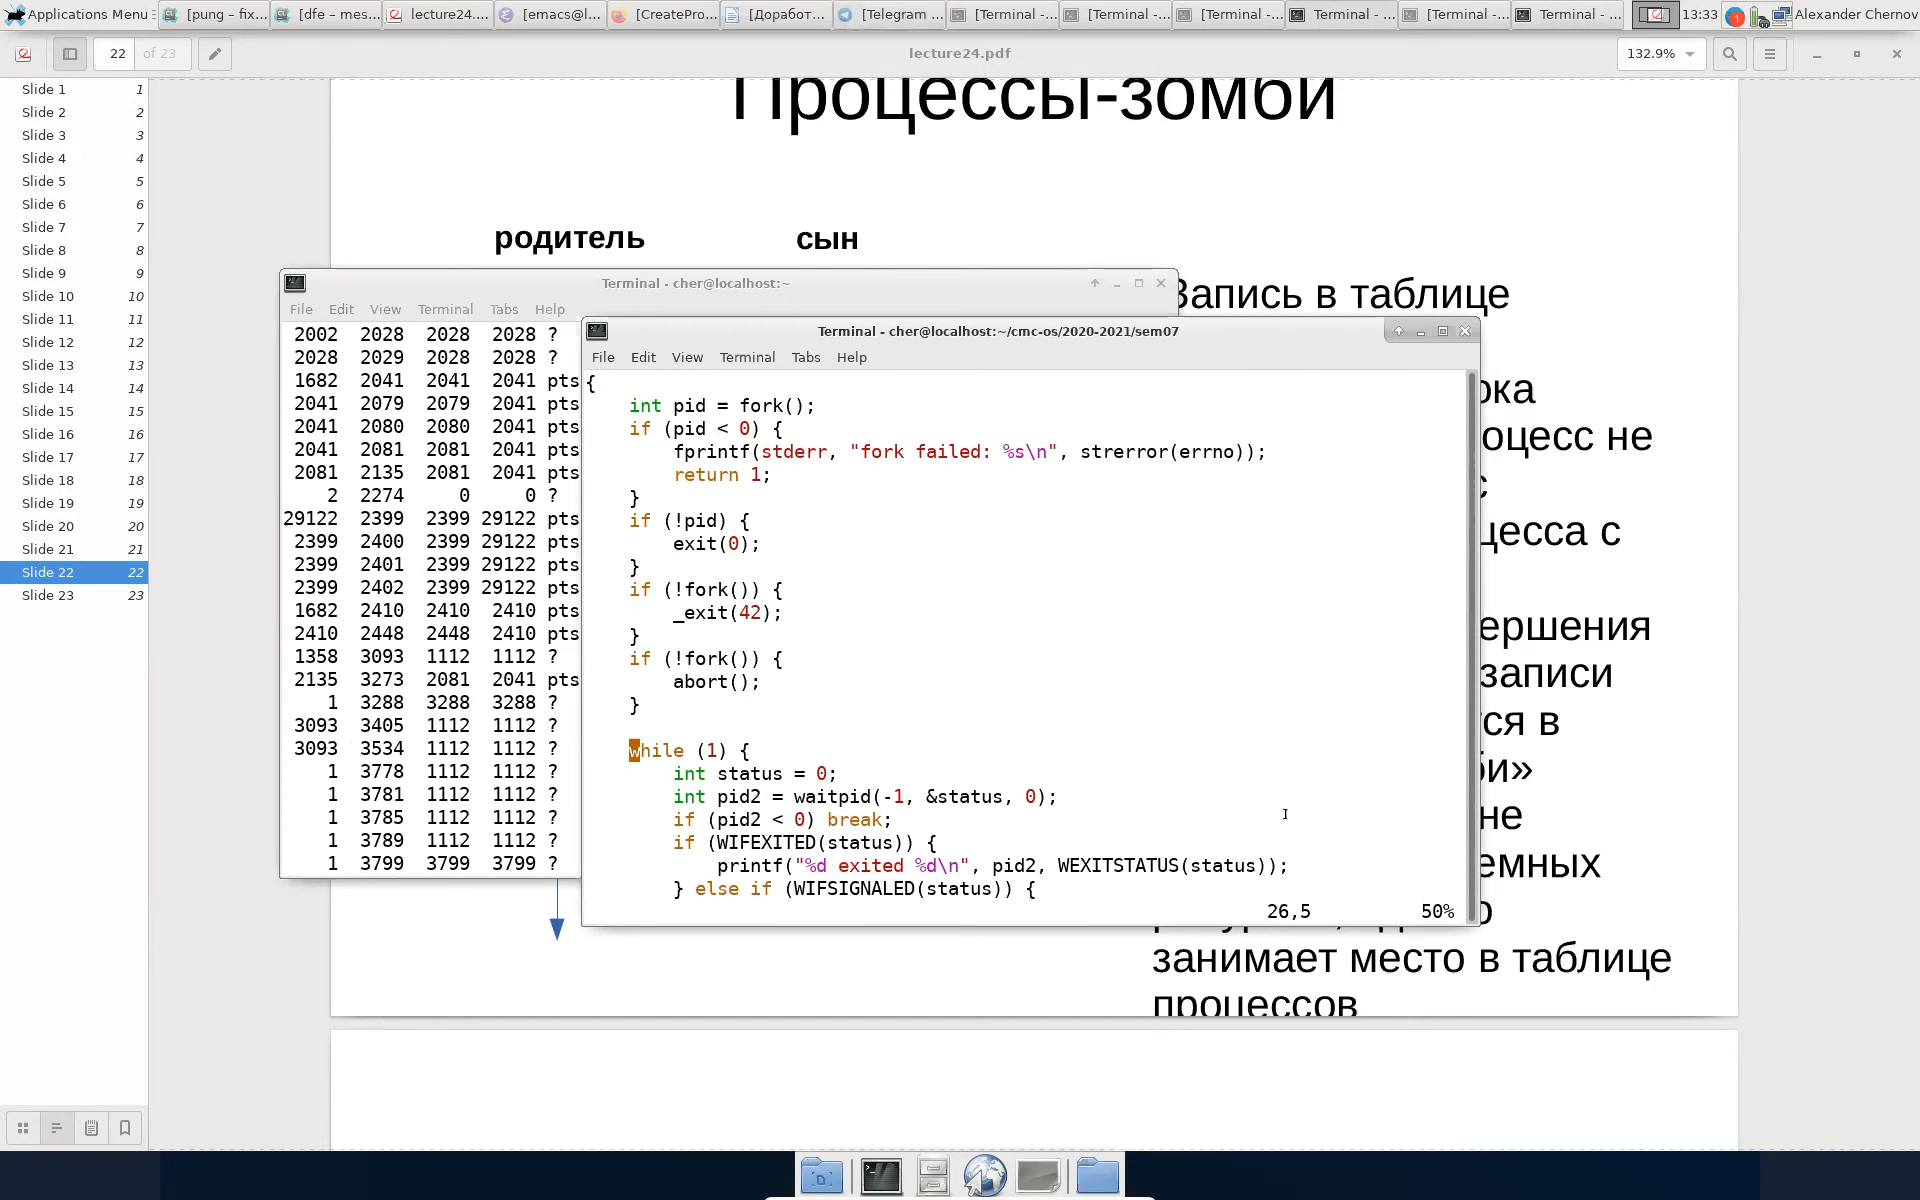 Applications Menu
[pung – fix...
[dfe – mes...
lecture24....
[emacs@l...
[CreatePro...
[Доработ...
[Telegram ...
[Terminal -...
[Terminal -...
[Terminal -...
Terminal - ...
[Terminal -...
Terminal - ...
13:33
1
Alexander Chernov
22
of 23
lecture24.pdf
132.9%
Slide 1 1
Slide 2 2
Slide 3 3
Slide 4 4
Slide 5 5
Slide 6 6
Slide 7 7
Slide 8 8
Slide 9 9
Slide 10 10
Slide 11 11
Slide 12 12
Slide 13 13
Slide 14 14
Slide 15 15
Slide 16 16
Slide 17 17
Slide 18 18
Slide 19 19
Slide 20 20
Slide 21 21
Slide 22 22
Slide 23 23
Процессы-зомби
родитель
сын
Запись в таблице
ока
оцесс не
с
цесса с
ершения
записи
тся в
би»
не
емных
о
занимает место в таблице
процессов
Terminal - cher@localhost:~
File Edit View Terminal Tabs Help
2002 2028 2028 2028 ?
2028 2029 2028 2028 ?
1682 2041 2041 2041 pts
2041 2079 2079 2041 pts
2041 2080 2080 2041 pts
2041 2081 2081 2041 pts
2081 2135 2081 2041 pts
2 2274 0 0 ?
29122 2399 2399 29122 pts
2399 2400 2399 29122 pts
2399 2401 2399 29122 pts
2399 2402 2399 29122 pts
1682 2410 2410 2410 pts
2410 2448 2448 2410 pts
1358 3093 1112 1112 ?
2135 3273 2081 2041 pts
1 3288 3288 3288 ?
3093 3405 1112 1112 ?
3093 3534 1112 1112 ?
1 3778 1112 1112 ?
1 3781 1112 1112 ?
1 3785 1112 1112 ?
1 3789 1112 1112 ?
1 3799 3799 3799 ?
Terminal - cher@localhost:~/cmc-os/2020-2021/sem07
File Edit View Terminal Tabs Help
{
int pid = fork();
if (pid < 0) {
fprintf(stderr, "fork failed: %s\n", strerror(errno));
return 1;
}
if (!pid) {
exit(0);
}
if (!fork()) {
_exit(42);
}
if (!fork()) {
abort();
}
while (1) {
int status = 0;
int pid2 = waitpid(-1, &status, 0);
if (pid2 < 0) break;
if (WIFEXITED(status)) {
printf("%d exited %d\n", pid2, WEXITSTATUS(status));
} else if (WIFSIGNALED(status)) {
26,5 50%